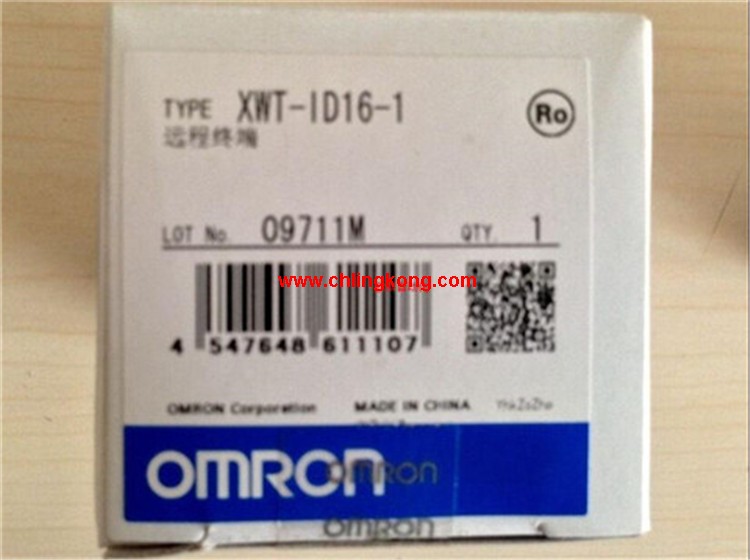 TYPE XWT-ID16-1
Ro
远程终端
LOT No. 09711M QTY. 1
www.chlingkong.com
4 547648 611107
OMRON Corporation MADE IN CHINA
OMRON
OMRON
OMRON